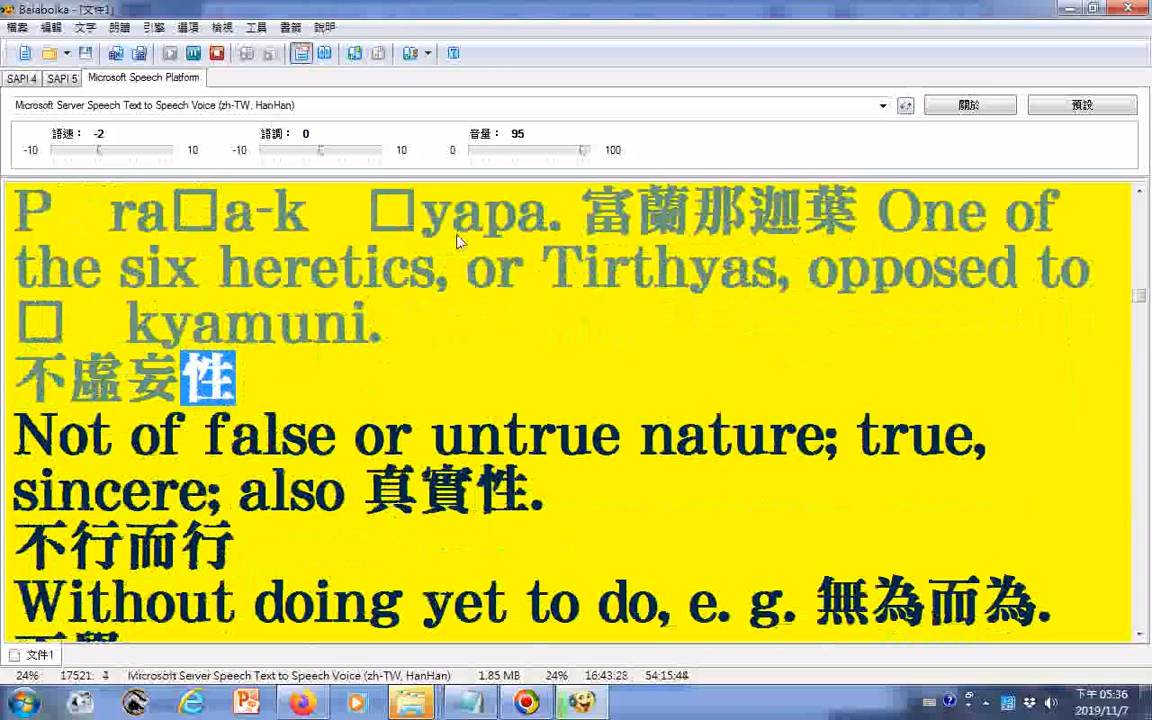 Balabolka - [文件1]
檔案 編輯 文字 朗讀 引擎 選項 檢視 工具 書籤 說明
SAPI 4 SAPI 5 Microsoft Speech Platform
Microsoft Server Speech Text to Speech Voice (zh-TW, HanHan) 關於 預設
語速： -2 語調： 0 音量： 95
-10 10 -10 10 0 100
P ra□a-k □yapa. 富蘭那迦葉 One of
the six heretics, or Tirthyas, opposed to
□ kyamuni.
不虛妄性
Not of false or untrue nature; true,
sincere; also 真實性.
不行而行
Without doing yet to do, e. g. 無為而為.
文件1
24% 17521: 4 Microsoft Server Speech Text to Speech Voice (zh-TW, HanHan) 1.85 MB 24% 16:43:28 54:15:48
下午 05:36
2019/11/7